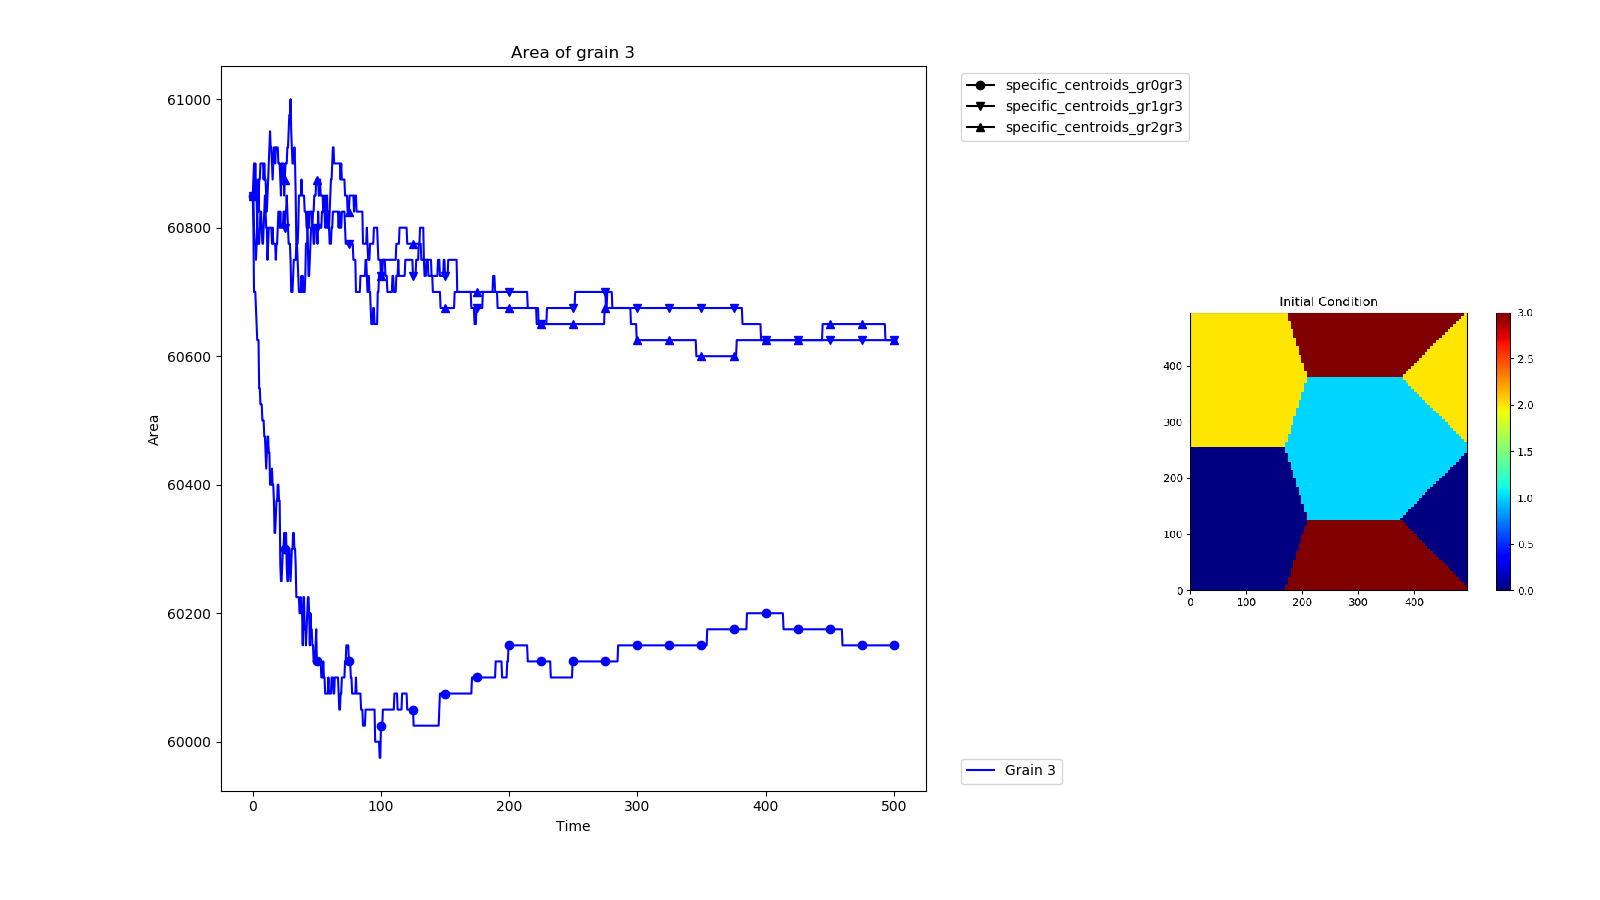 Area of grain 3
61000
60800
60600
60400
60200
60000
Area
0 100 200 300 400 500
Time
specific_centroids_gr0gr3
specific_centroids_gr1gr3
specific_centroids_gr2gr3
Grain 3
Initial Condition
400
300
200
100
0
0 100 200 300 400
3.0
2.5
2.0
1.5
1.0
0.5
0.0